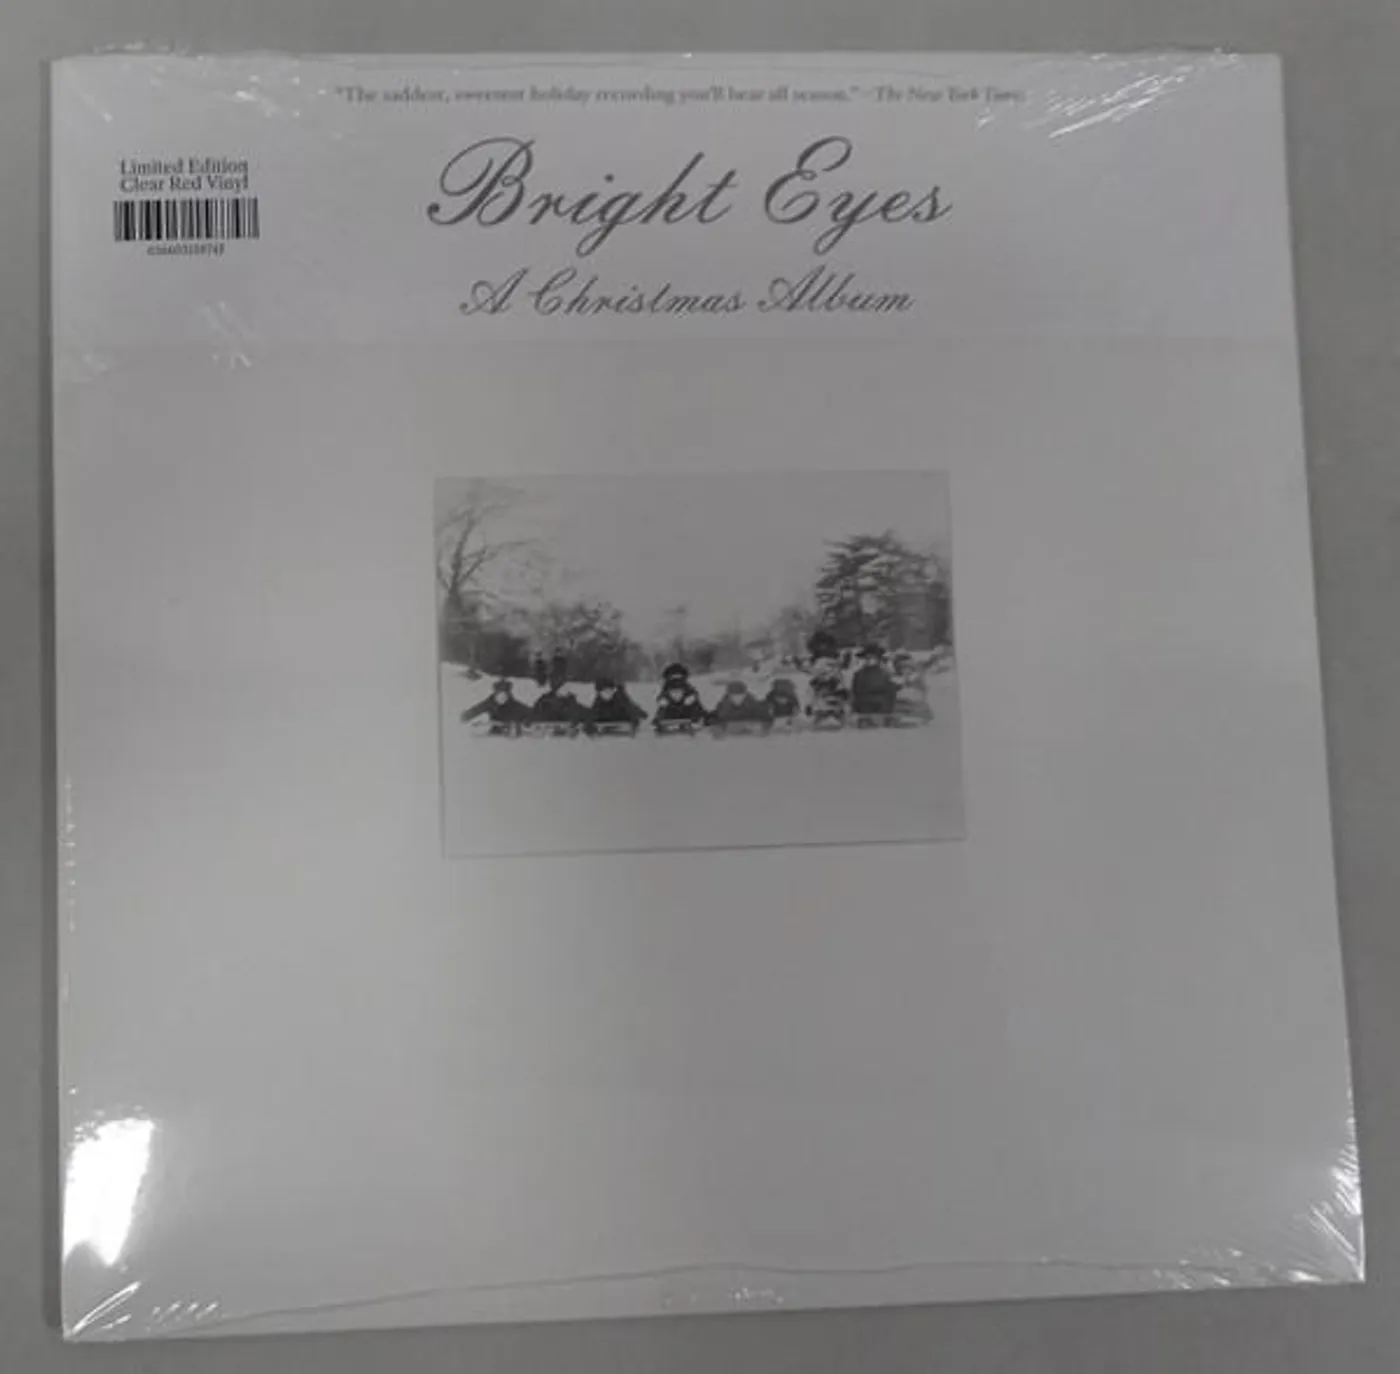 "The saddest, sweetest holiday recording you'll hear all season." –The New York Times
Limited Edition
Clear Red Vinyl
Bright Eyes
A Christmas Album